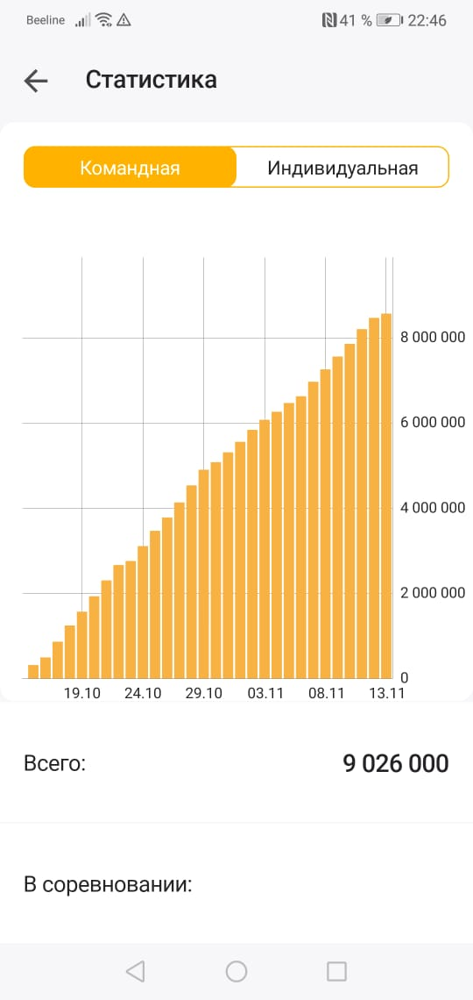 Beeline 41 % 22:46
Статистика
Командная Индивидуальная
8 000 000
6 000 000
4 000 000
2 000 000
0
19.10 24.10 29.10 03.11 08.11 13.11
Всего: 9 026 000
В соревновании: